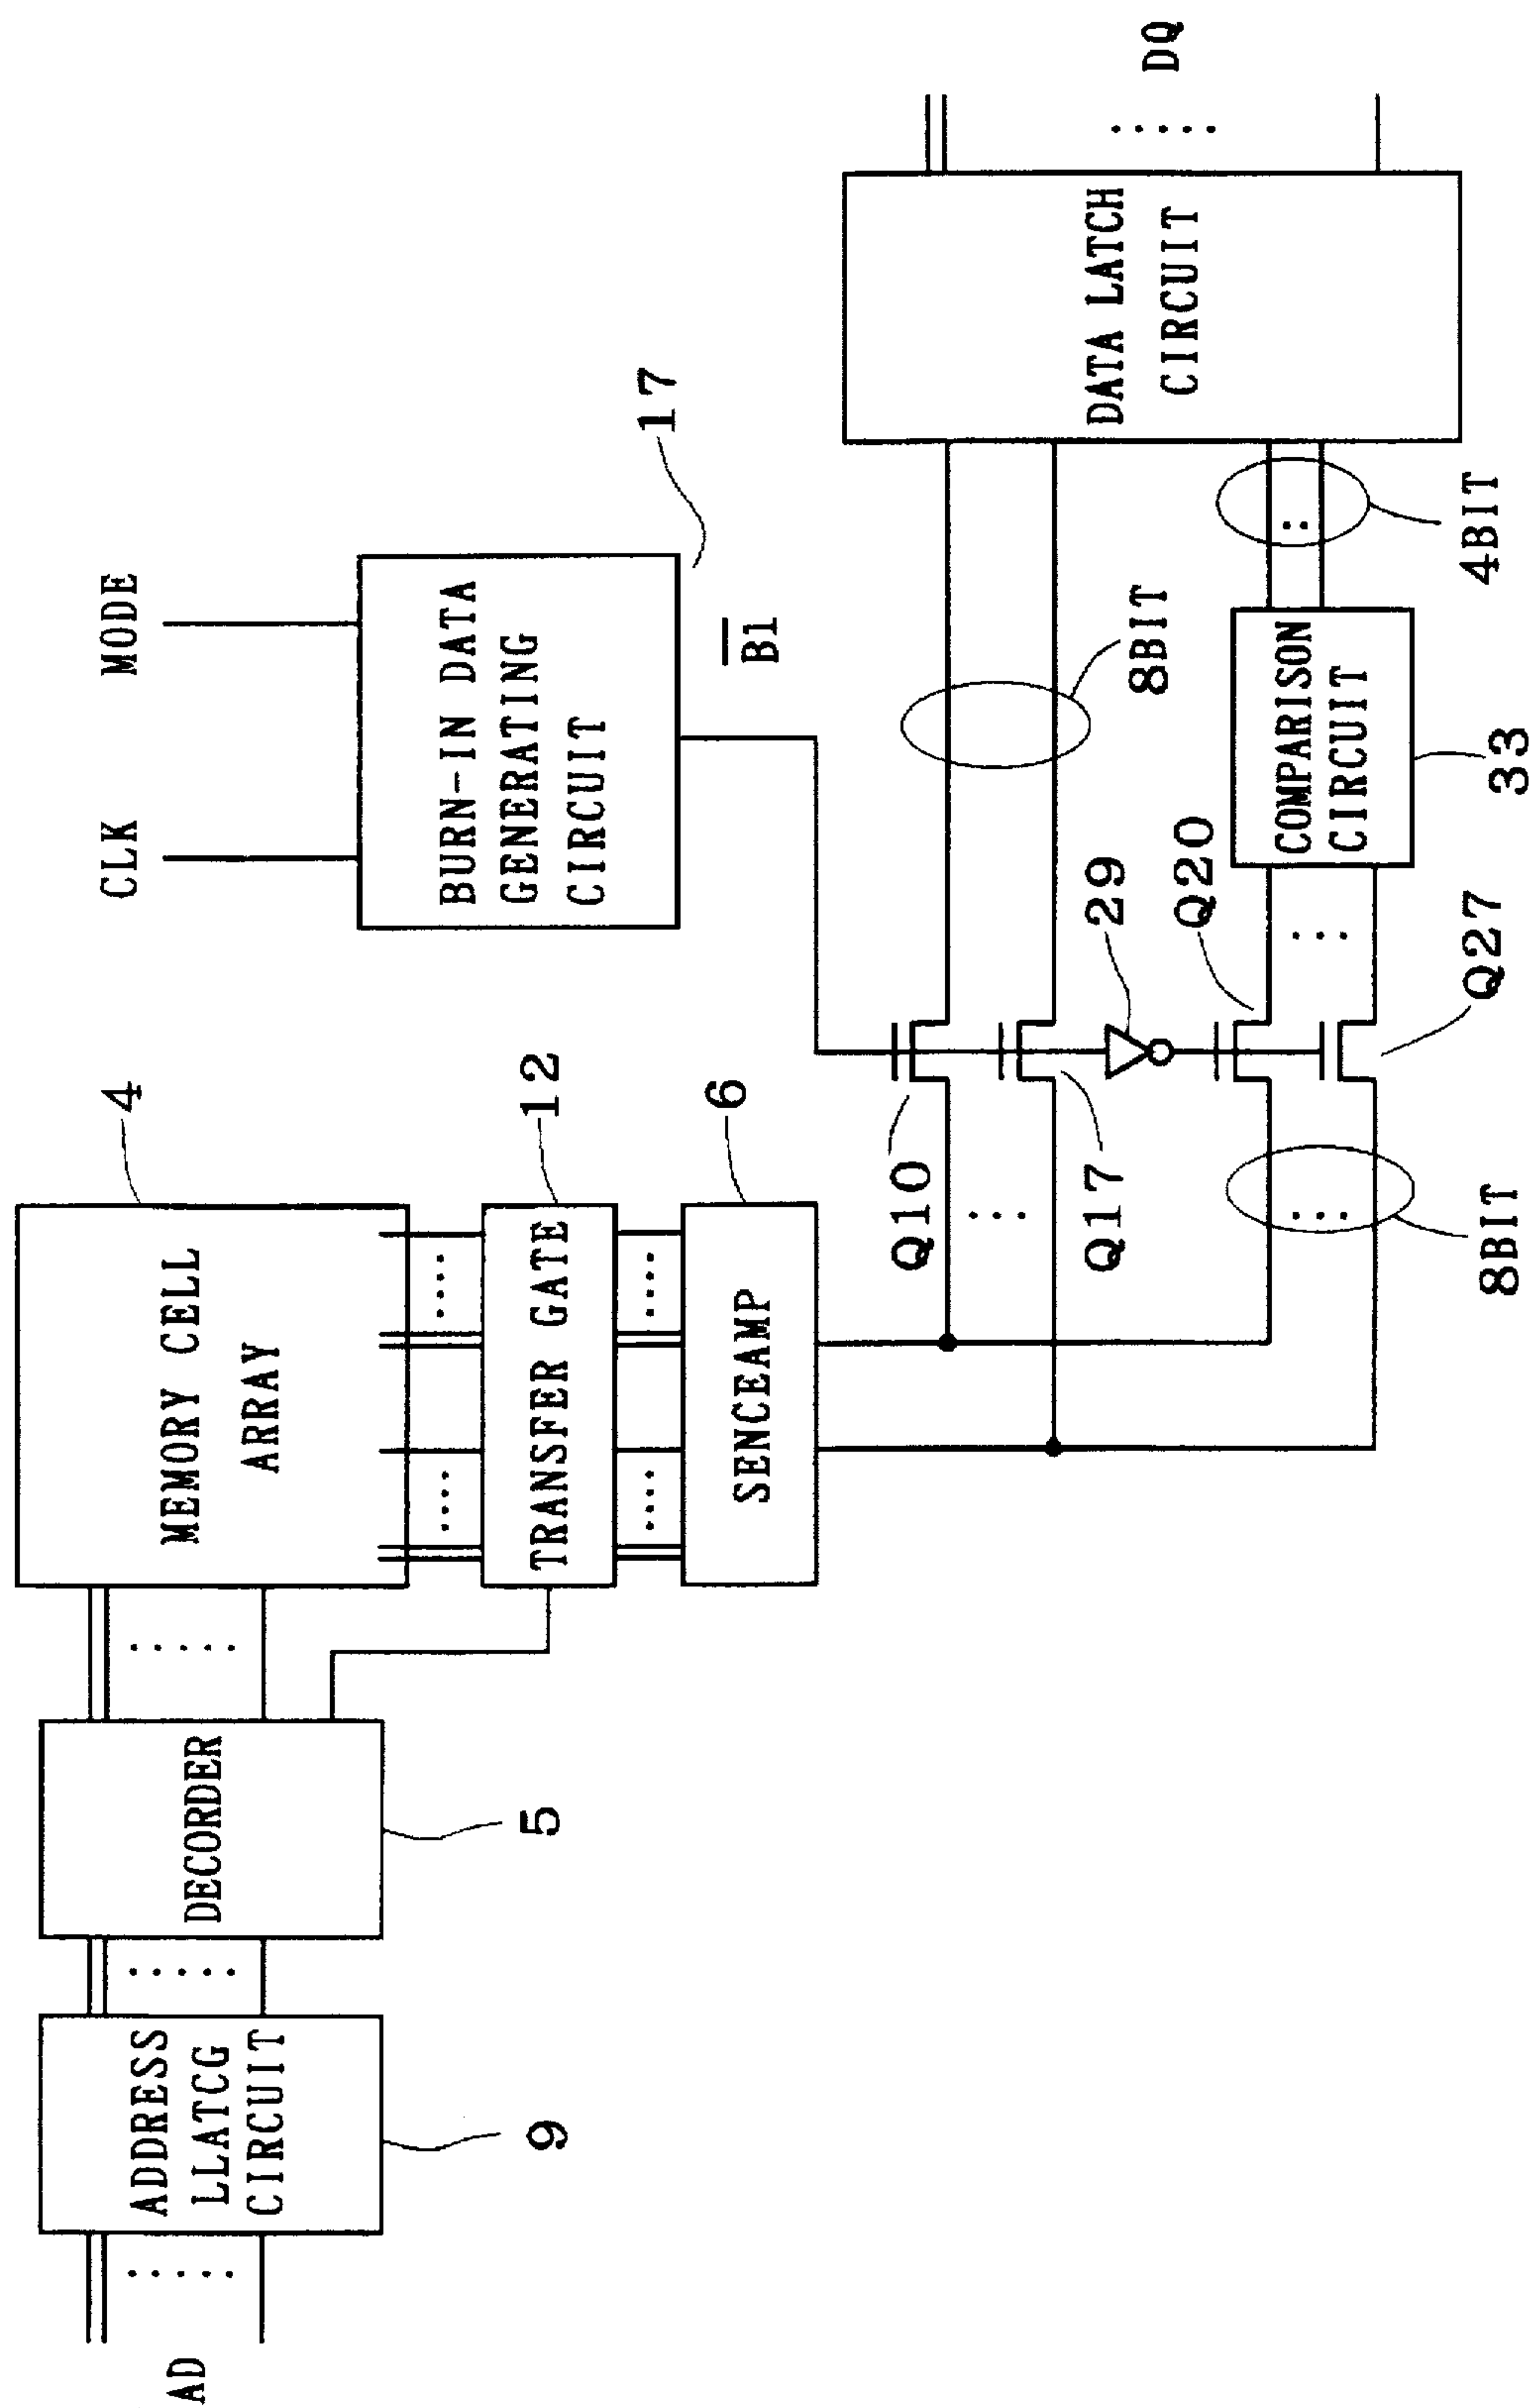 AD
ADDRESS
LLATCG
CIRCUIT
9
DECORDER
5
MEMORY CELL
ARRAY
4
TRANSFER GATE
12
SENCEAMP
6
CLK
MODE
BURN-IN DATA
GENERATING
CIRCUIT
17
B1
Q10
Q17
29
Q20
Q27
8BIT
8BIT
COMPARISON
CIRCUIT
33
4BIT
DATA LATCH
CIRCUIT
DQ